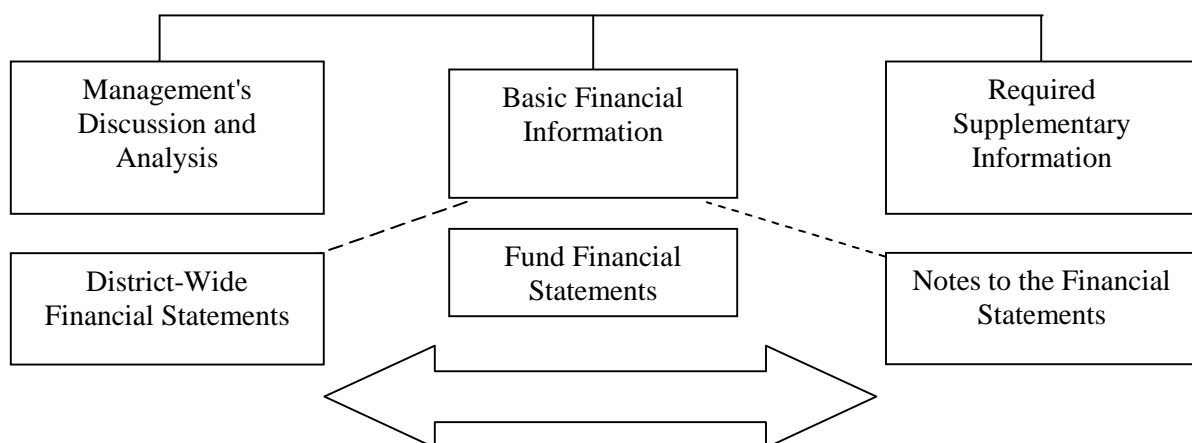 Management's
Discussion and
Analysis
Basic Financial
Information
Required
Supplementary
Information
District-Wide
Financial Statements
Fund Financial
Statements
Notes to the Financial
Statements